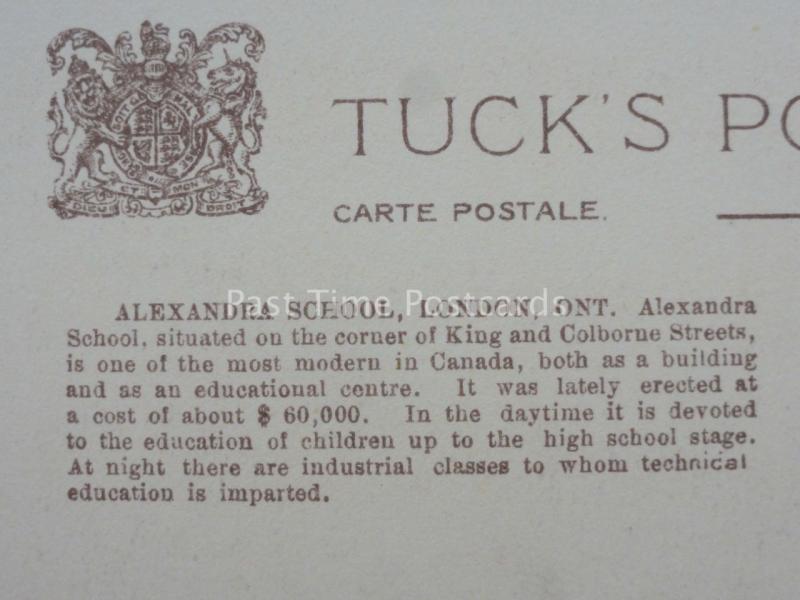 TUCK'S PO
CARTE POSTALE.
Past Time Postcards
ALEXANDRA SCHOOL, LONDON, ONT. Alexandra
School, situated on the corner of King and Colborne Streets,
is one of the most modern in Canada, both as a building
and as an educational centre. It was lately erected at
a cost of about $ 60,000. In the daytime it is devoted
to the education of children up to the high school stage.
At night there are industrial classes to whom technical
education is imparted.
DIEU ET MON DROIT